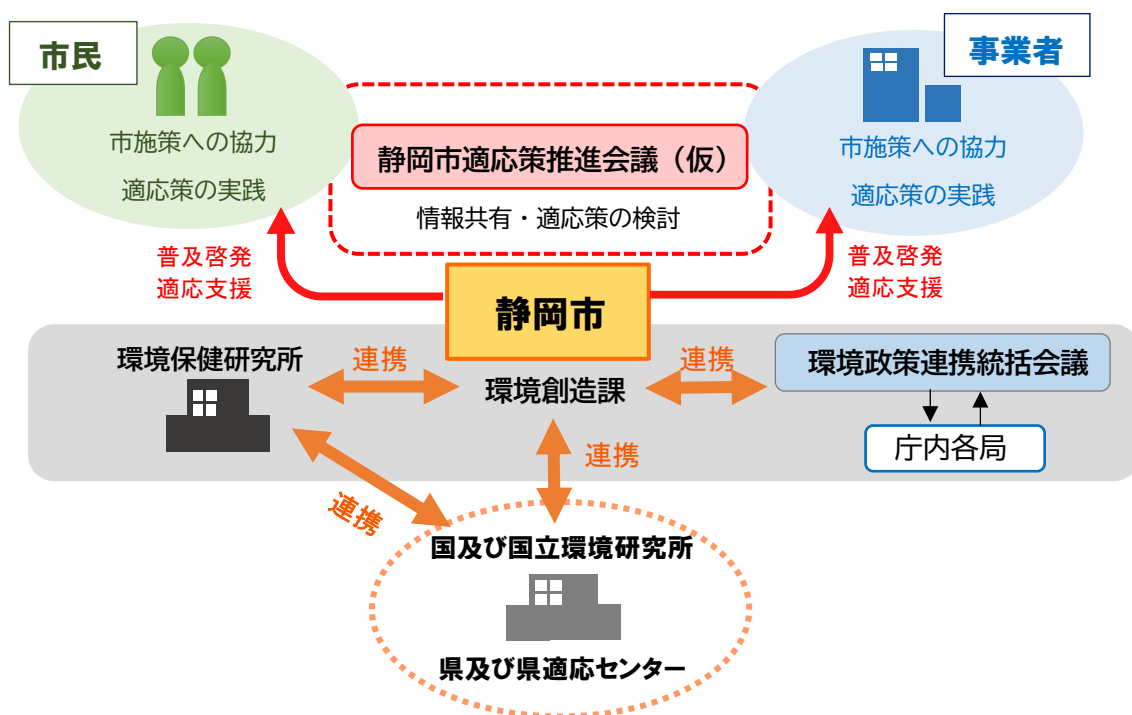 市民
市施策への協力
適応策の実践
事業者
市施策への協力
適応策の実践
静岡市適応策推進会議（仮）
情報共有・適応策の検討
普及啓発
適応支援
普及啓発
適応支援
静岡市
環境保健研究所
連携
環境創造課
連携
環境政策連携統括会議
庁内各局
連携
連携
国及び国立環境研究所
県及び県適応センター